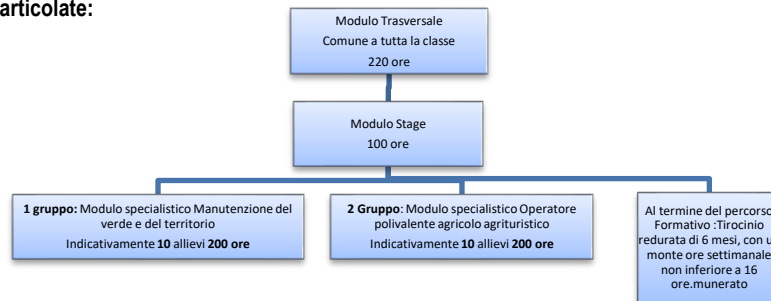 articolate:
Modulo Trasversale
Comune a tutta la classe
220 ore
Modulo Stage
100 ore
1 gruppo: Modulo specialistico Manutenzione del
verde e del territorio
Indicativamente 10 allievi 200 ore
2 Gruppo: Modulo specialistico Operatore
polivalente agricolo agrituristico
Indicativamente 10 allievi 200 ore
Al termine del percorso
Formativo :Tirocinio
redurata di 6 mesi, con u
monte ore settimanale
non inferiore a 16
ore.munerato